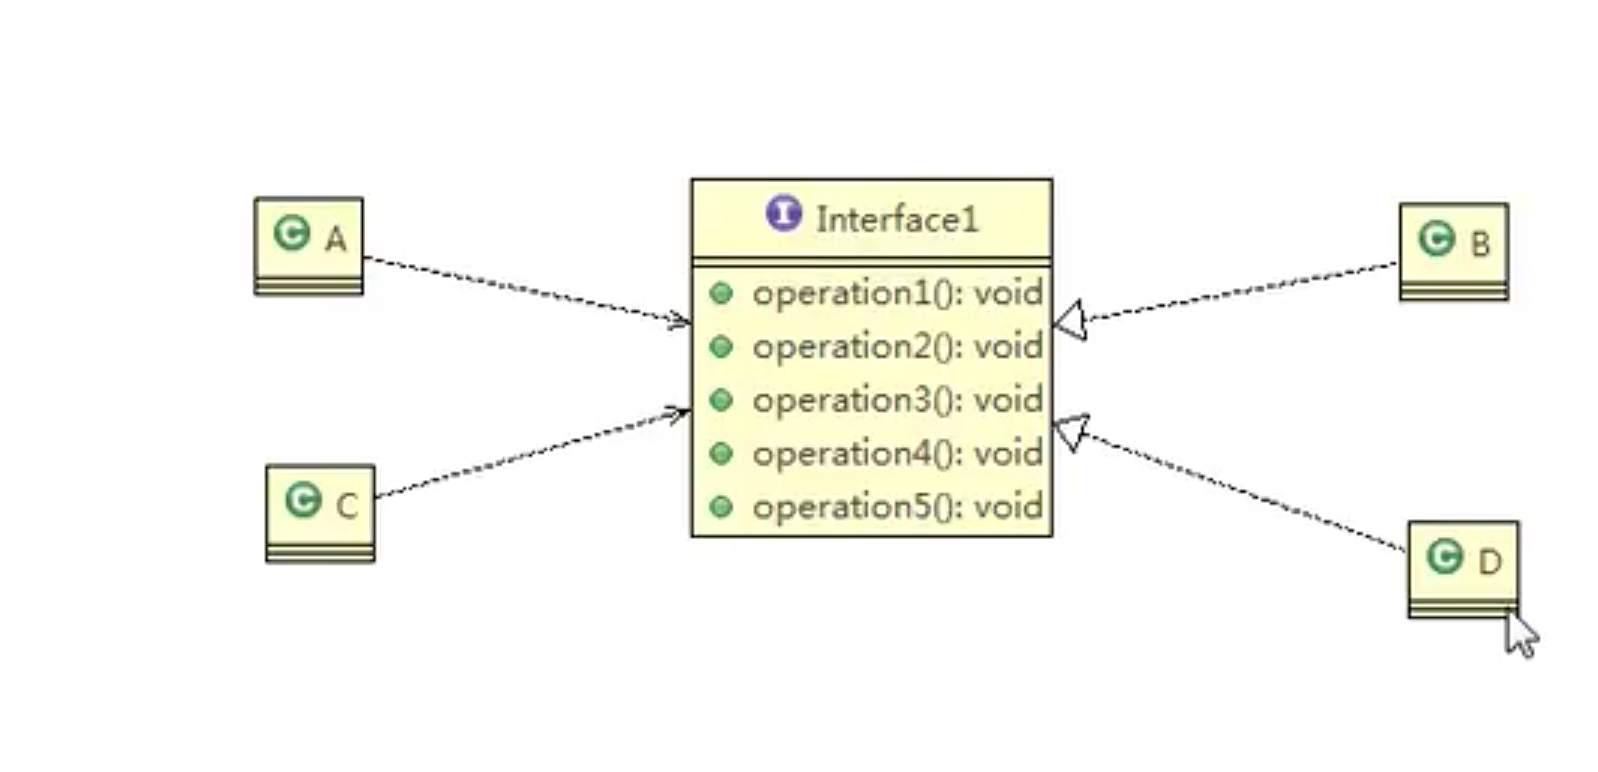 A
Interface1
operation1(): void
operation2(): void
operation3(): void
operation4(): void
operation5(): void
B
C
D